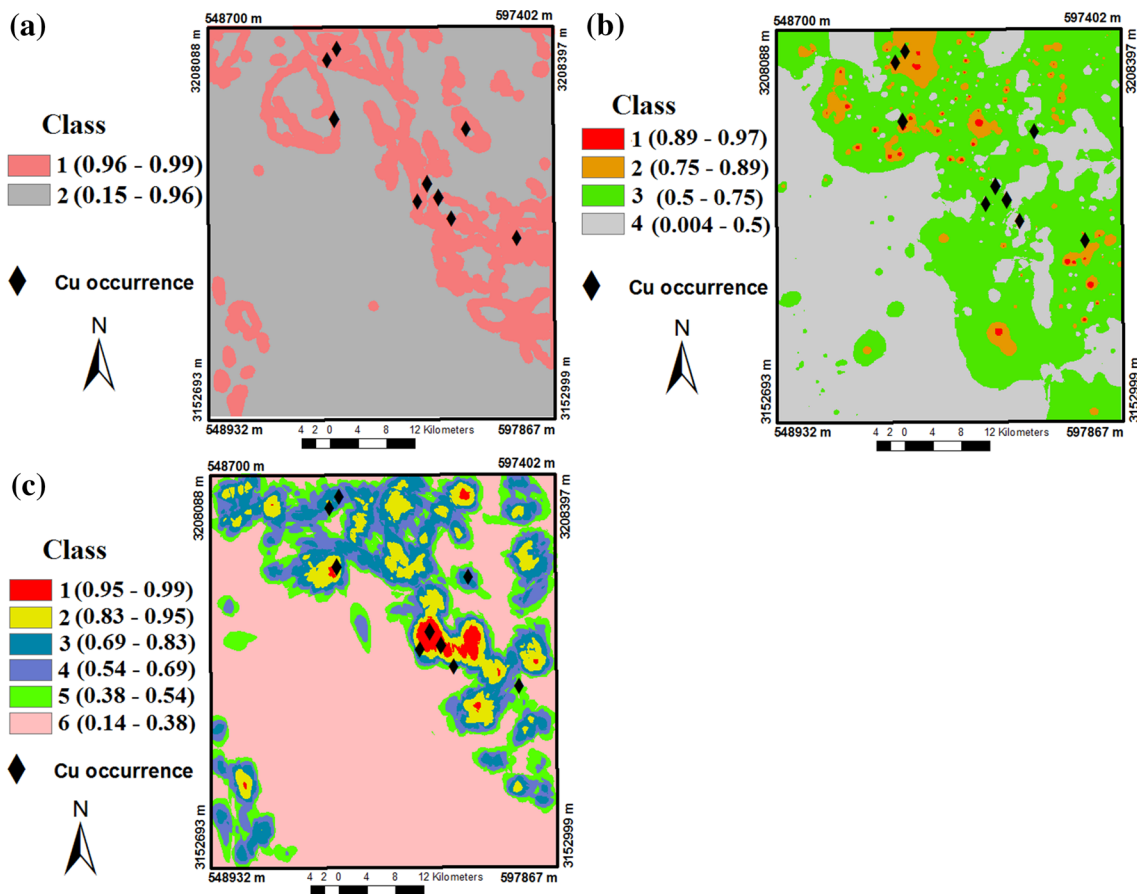 (a)
548700 m
597402 m
3208088 m
3208397 m
Class
1 (0.96 - 0.99)
2 (0.15 - 0.96)
Cu occurrence
N
3152693 m
3152999 m
548932 m
597867 m
4 2 0 4 8 12 Kilometers
(b)
548700 m
597402 m
3208088 m
3208397 m
Class
1 (0.89 - 0.97)
2 (0.75 - 0.89)
3 (0.5 - 0.75)
4 (0.004 - 0.5)
Cu occurrence
N
3152693 m
3152999 m
548932 m
597867 m
4 2 0 4 8 12 Kilometers
(c)
548700 m
597402 m
3208088 m
3208397 m
Class
1 (0.95 - 0.99)
2 (0.83 - 0.95)
3 (0.69 - 0.83)
4 (0.54 - 0.69)
5 (0.38 - 0.54)
6 (0.14 - 0.38)
Cu occurrence
N
3152693 m
3152999 m
548932 m
597867 m
4 2 0 4 8 12 Kilometers